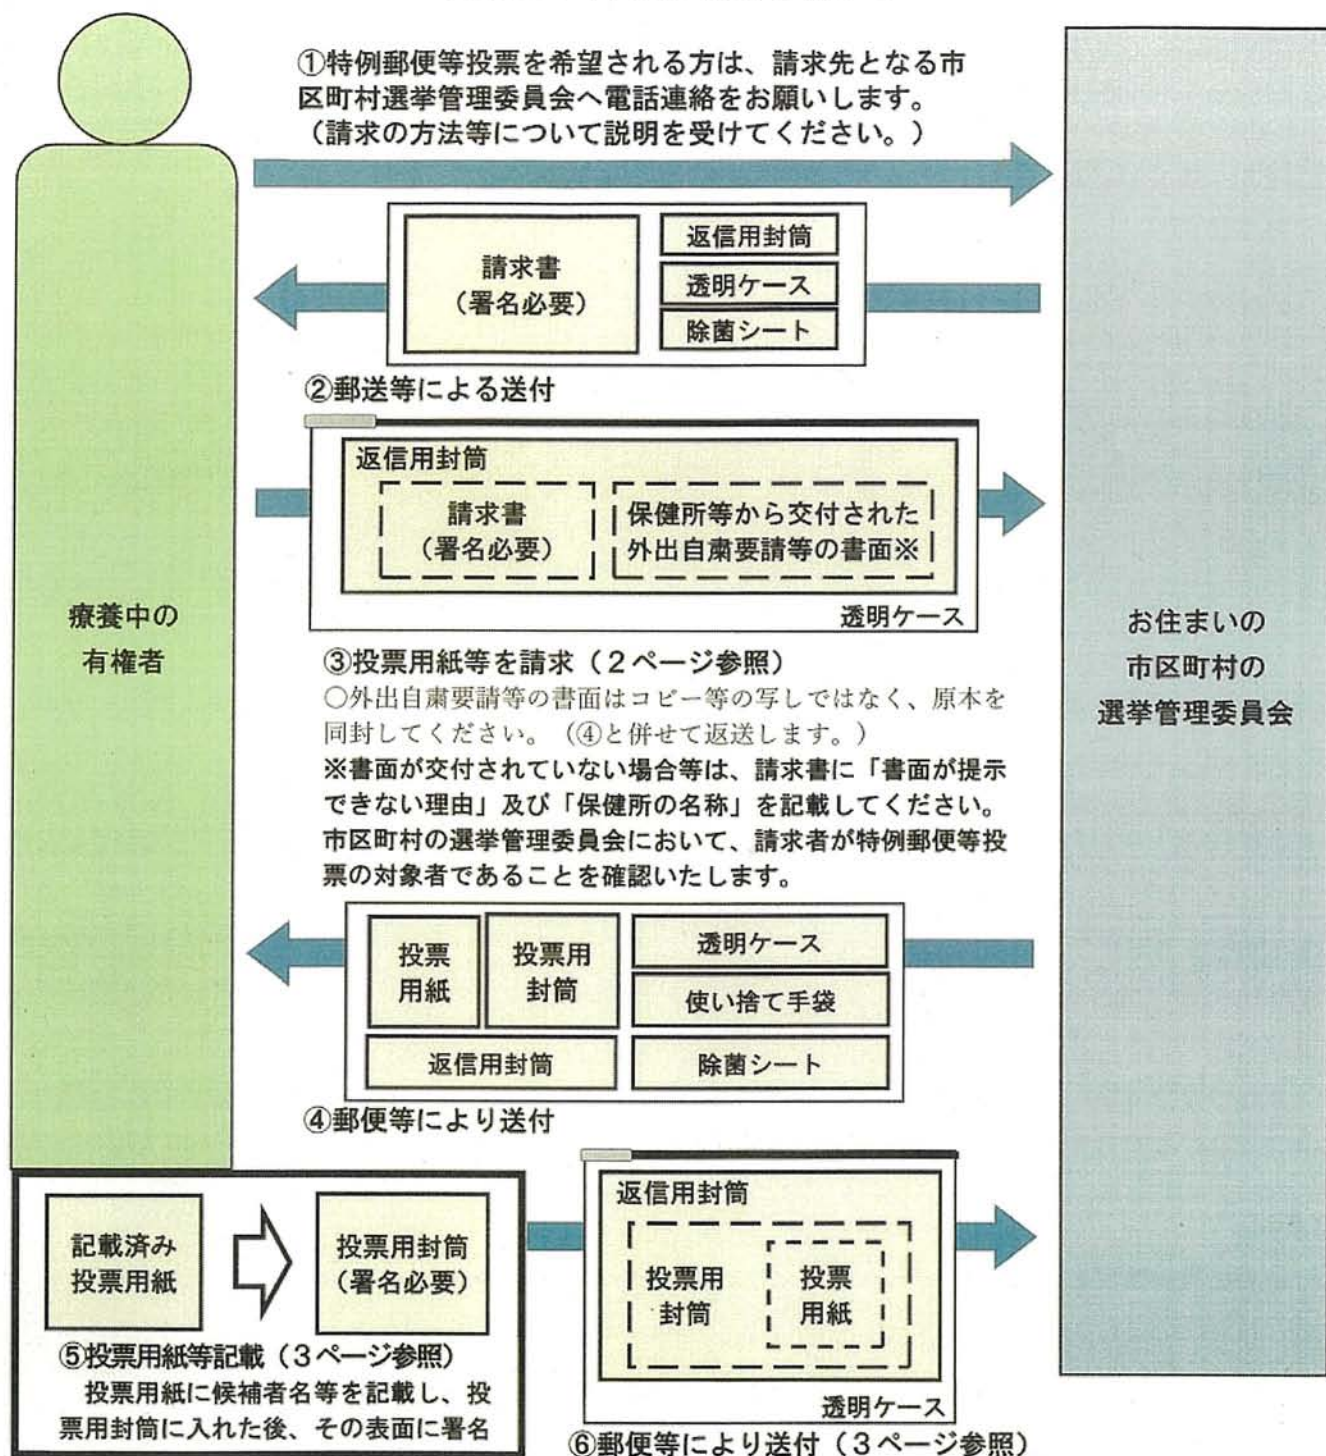 ①特例郵便等投票を希望される方は、請求先となる市
区町村選挙管理委員会へ電話連絡をお願いします。
（請求の方法等について説明を受けてください。）
請求書
（署名必要）
返信用封筒
透明ケース
除菌シート
②郵送等による送付
返信用封筒
請求書
（署名必要）
保健所等から交付された
外出自粛要請等の書面※
透明ケース
療養中の
有権者
お住まいの
市区町村の
選挙管理委員会
③投票用紙等を請求（２ページ参照）
○外出自粛要請等の書面はコピー等の写しではなく、原本を
同封してください。（④と併せて返送します。）
※書面が交付されていない場合等は、請求書に「書面が提示
できない理由」及び「保健所の名称」を記載してください。
市区町村の選挙管理委員会において、請求者が特例郵便等投
票の対象者であることを確認いたします。
投票
用紙
投票用
封筒
透明ケース
使い捨て手袋
返信用封筒
除菌シート
④郵便等により送付
記載済み
投票用紙
投票用封筒
（署名必要）
⑤投票用紙等記載（３ページ参照）
投票用紙に候補者名等を記載し、投
票用封筒に入れた後、その表面に署名
返信用封筒
投票用
封筒
投票
用紙
透明ケース
⑥郵便等により送付（３ページ参照）